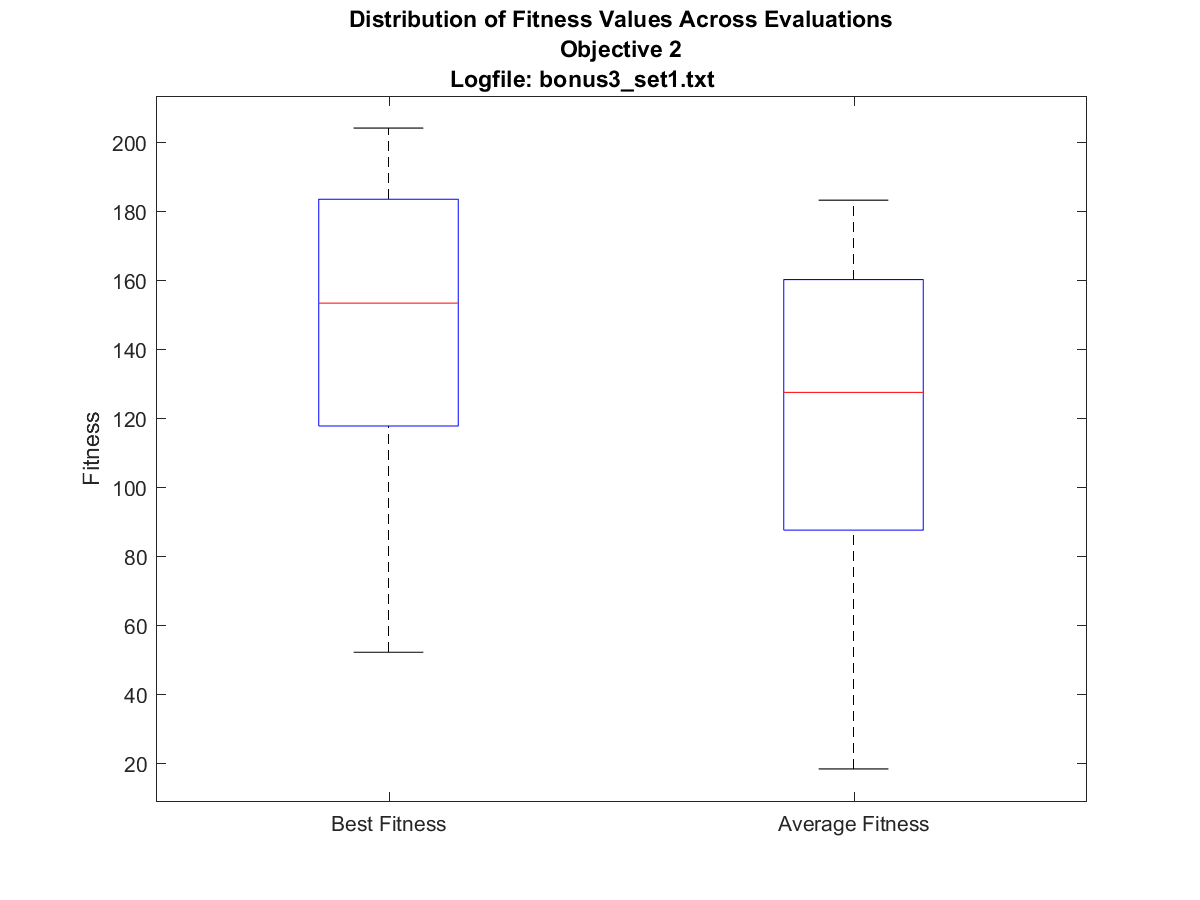 Distribution of Fitness Values Across Evaluations
Objective 2
Logfile: bonus3_set1.txt
Fitness
200
180
160
140
120
100
80
60
40
20
Best Fitness
Average Fitness